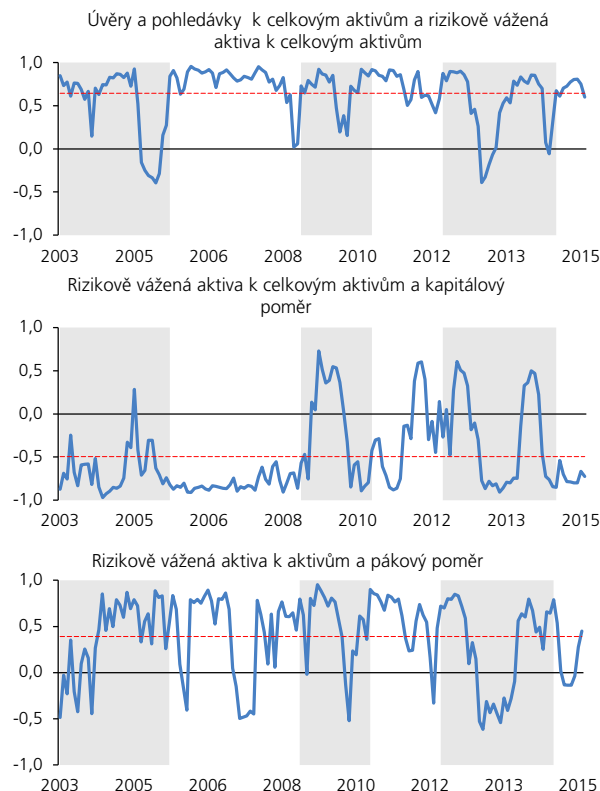 Úvěry a pohledávky k celkovým aktivům a rizikově vážená
aktiva k celkovým aktivům
1,0
0,5
0,0
-0,5
-1,0
2003 2005 2006 2008 2010 2012 2013 2015
Rizikově vážená aktiva k celkovým aktivům a kapitálový
poměr
1,0
0,5
0,0
-0,5
-1,0
2003 2005 2006 2008 2010 2012 2013 2015
Rizikově vážená aktiva k aktivům a pákový poměr
1,0
0,5
0,0
-0,5
-1,0
2003 2005 2006 2008 2010 2012 2013 2015